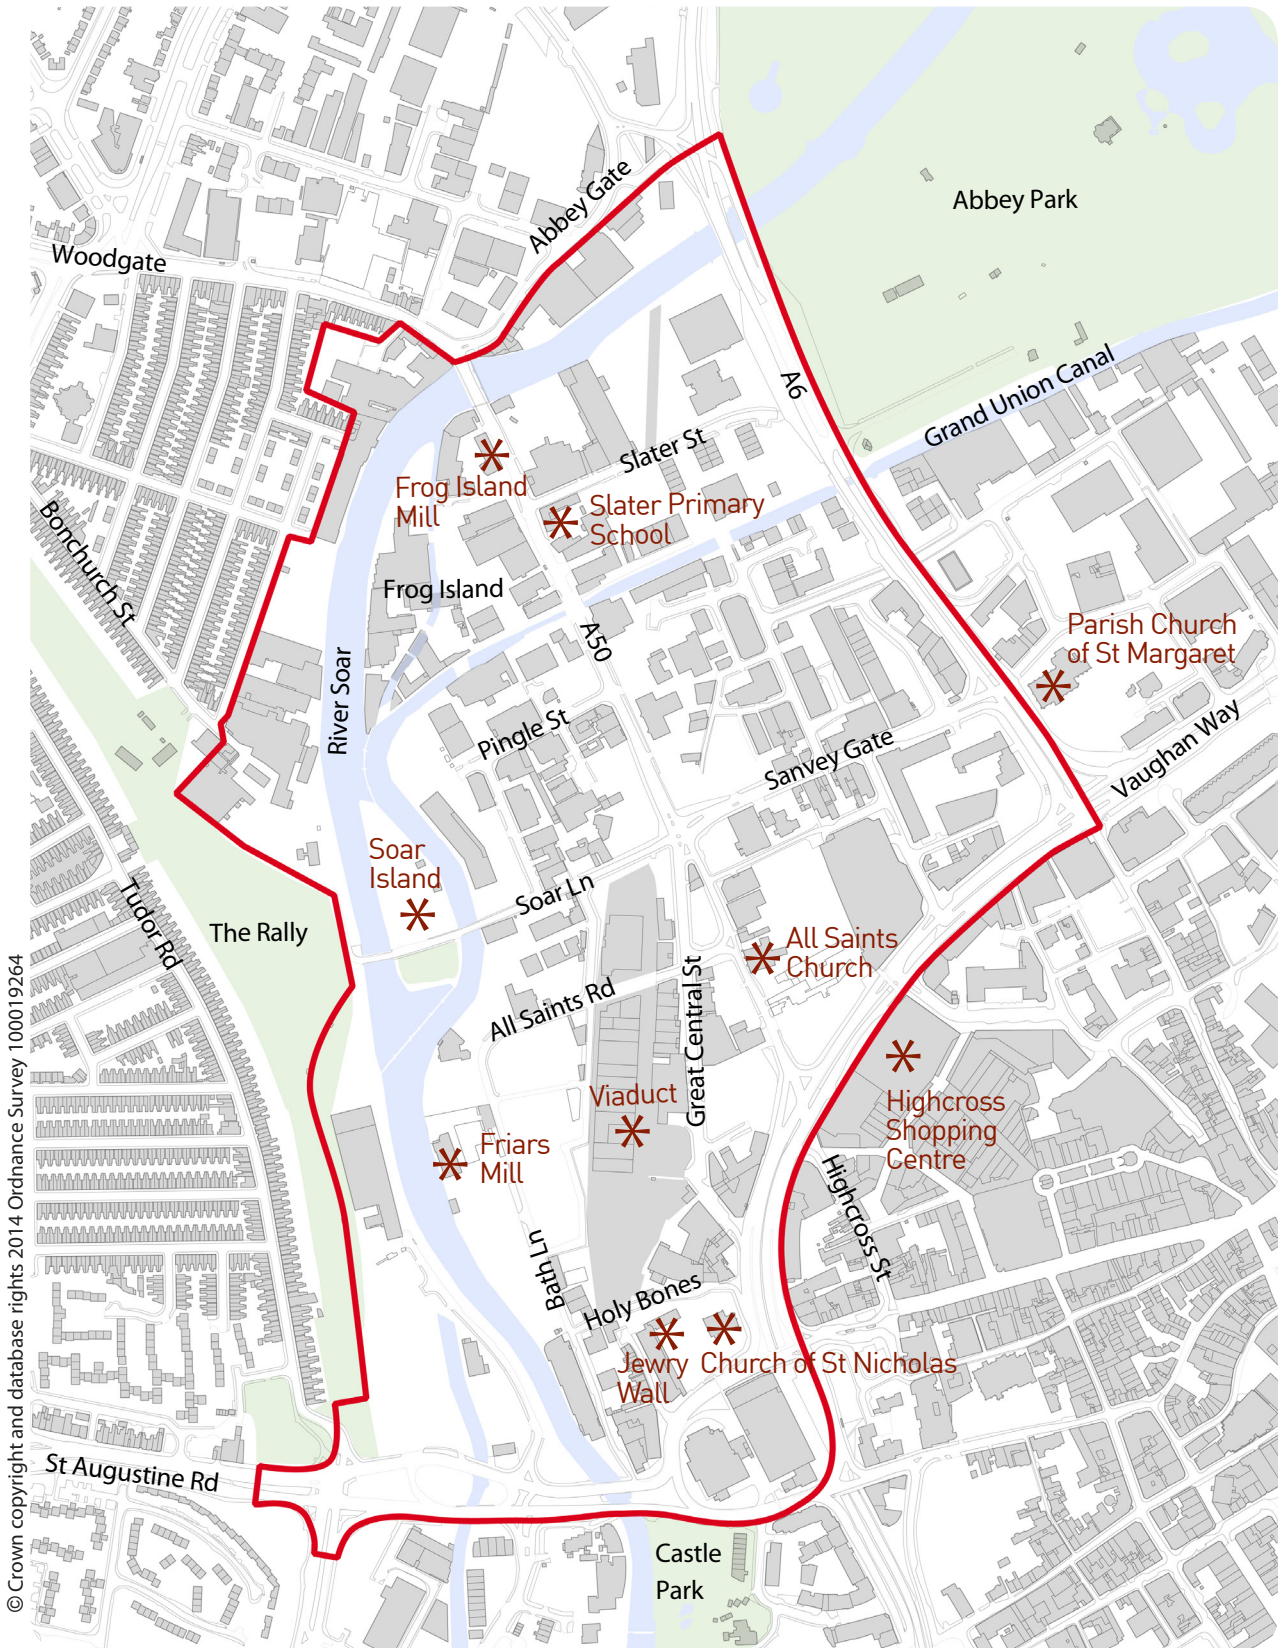 Abbey Park
Abbey Gate
Woodgate
A6
Grand Union Canal
Slater St
Frog Island
Mill
Slater Primary
School
Bonchurch St
Frog Island
A50
Parish Church
of St Margaret
River Soar
Pingle St
Sanvey Gate
Vaughan Way
Soar
Island
Soar Ln
Tudor Rd
The Rally
All Saints
Church
All Saints Rd
Great Central St
Viaduct
Highcross
Shopping
Centre
Friars
Mill
Highcross St
Bath Ln
Holy Bones
Jewry
Wall
Church of St Nicholas
St Augustine Rd
Castle
Park
© Crown copyright and database rights 2014 Ordnance Survey 100019264